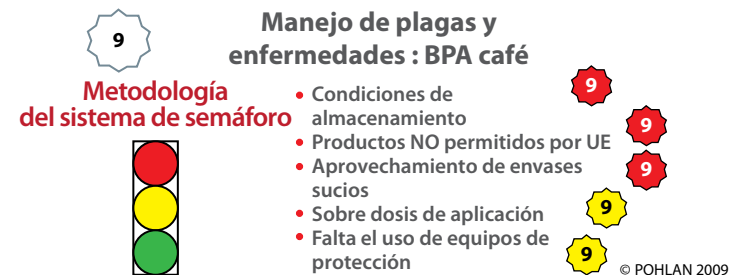 9
Manejo de plagas y
enfermedades : BPA café
Metodología
del sistema de semáforo
• Condiciones de
almacenamiento
• Productos NO permitidos por UE
• Aprovechamiento de envases
sucios
• Sobre dosis de aplicación
• Falta el uso de equipos de
protección
9
9
9
9
9
© POHLAN 2009